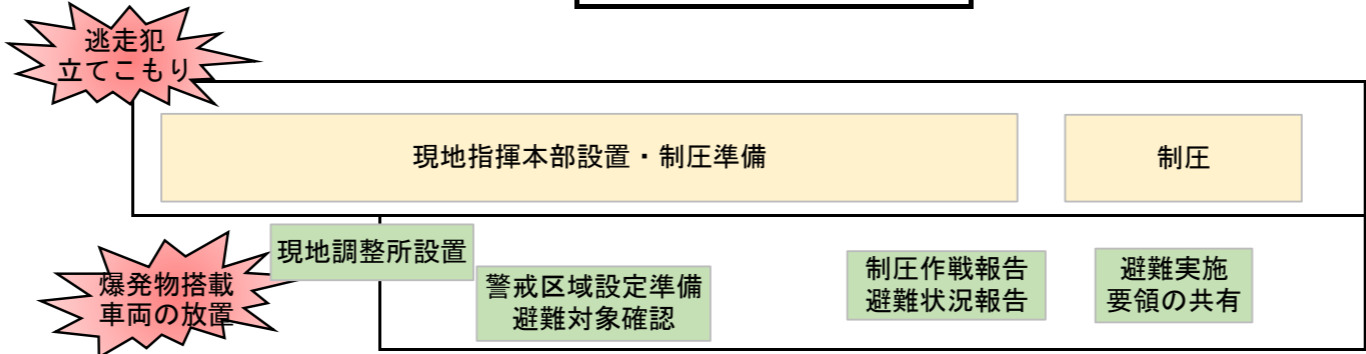 逃走犯
立てこもり
現地指揮本部設置・制圧準備
制圧
現地調整所設置
爆発物搭載
車両の放置
警戒区域設定準備
避難対象確認
制圧作戦報告
避難状況報告
避難実施
要領の共有